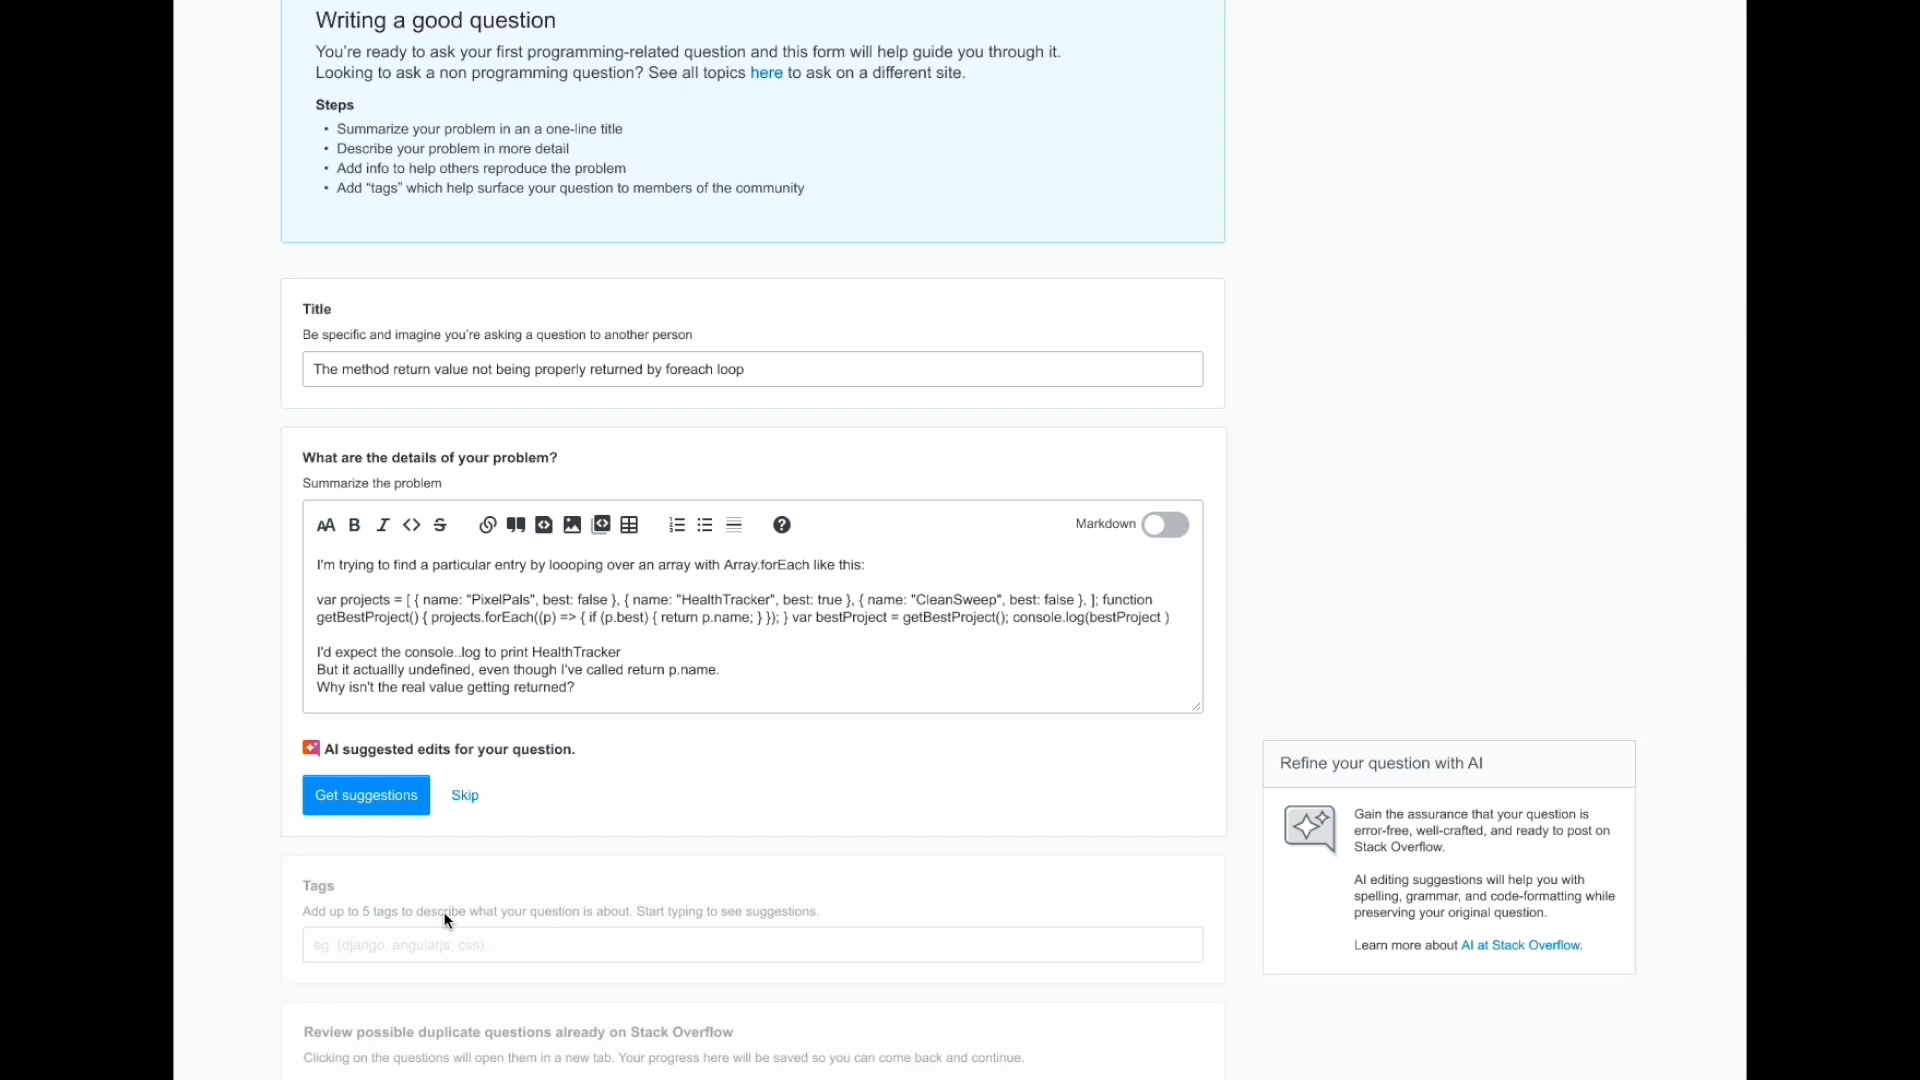 Writing a good question
You're ready to ask your first programming-related question and this form will help guide you through it.
Looking to ask a non programming question? See all topics here to ask on a different site.
Steps
• Summarize your problem in an a one-line title
• Describe your problem in more detail
• Add info to help others reproduce the problem
• Add “tags” which help surface your question to members of the community
Title
Be specific and imagine you're asking a question to another person
The method return value not being properly returned by foreach loop
What are the details of your problem?
Summarize the problem
AA B I <> S
Markdown
I'm trying to find a particular entry by loooping over an array with Array.forEach like this:
var projects = [ { name: "PixelPals", best: false }, { name: "HealthTracker", best: true }, { name: "CleanSweep", best: false }, ]; function
getBestProject() { projects.forEach((p) => { if (p.best) { return p.name; } }); } var bestProject = getBestProject(); console.log(bestProject )
I'd expect the console..log to print HealthTracker
But it actuallly undefined, even though I've called return p.name.
Why isn't the real value getting returned?
AI suggested edits for your question.
Get suggestions Skip
Refine your question with AI
Gain the assurance that your question is
error-free, well-crafted, and ready to post on
Stack Overflow.
AI editing suggestions will help you with
spelling, grammar, and code-formatting while
preserving your original question.
Learn more about AI at Stack Overflow.
Tags
Add up to 5 tags to describe what your question is about. Start typing to see suggestions.
eg. (django, angularjs, css)
Review possible duplicate questions already on Stack Overflow
Clicking on the questions will open them in a new tab. Your progress here will be saved so you can come back and continue.